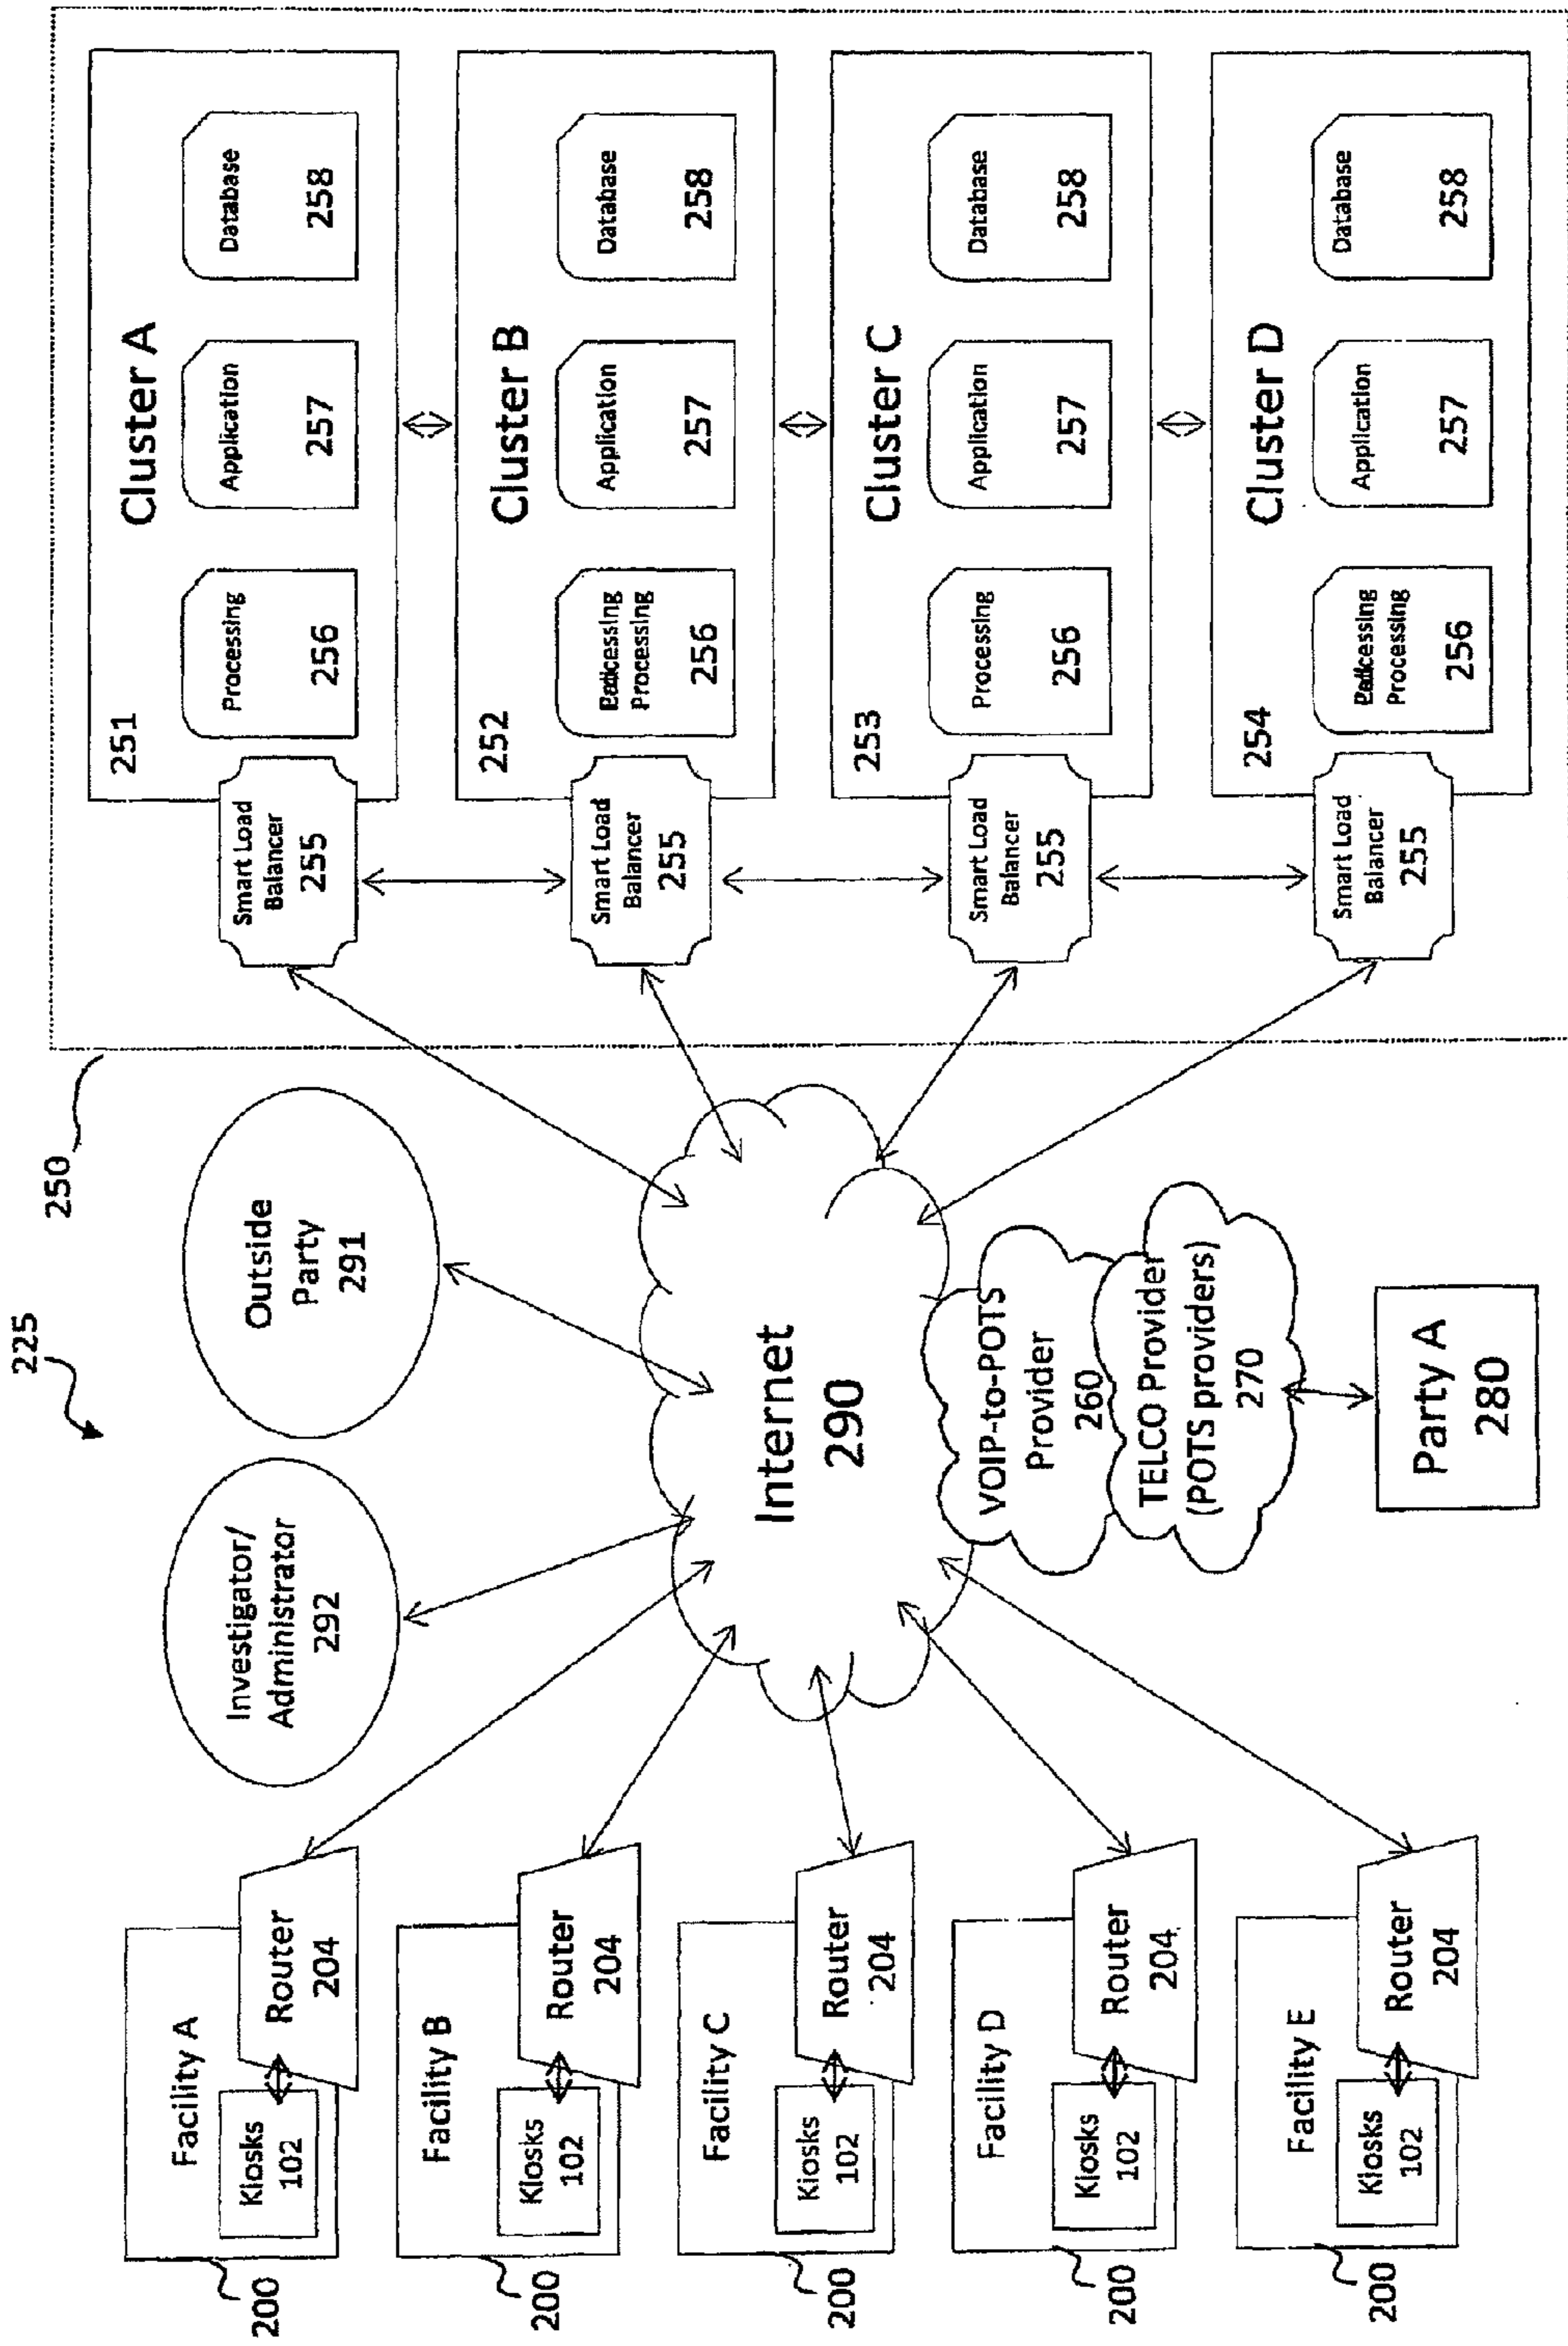 225
250
Facility A
Kiosks
102
Router
204
200
Facility B
Kiosks
102
Router
204
200
Facility C
Kiosks
102
Router
204
200
Facility D
Kiosks
102
Router
204
200
Facility E
Kiosks
102
Router
204
200
Investigator/
Administrator
292
Outside
Party
291
Internet
290
VOIP-to-POTS
Provider
260
TELCO Provider
(POTS providers)
270
Party A
280
Smart Load
Balancer
255
251
Cluster A
Processing
256
Application
257
Database
258
Smart Load
Balancer
255
252
Cluster B
Processing
256
Application
257
Database
258
Smart Load
Balancer
255
253
Cluster C
Processing
256
Application
257
Database
258
Smart Load
Balancer
255
254
Cluster D
Processing
256
Application
257
Database
258